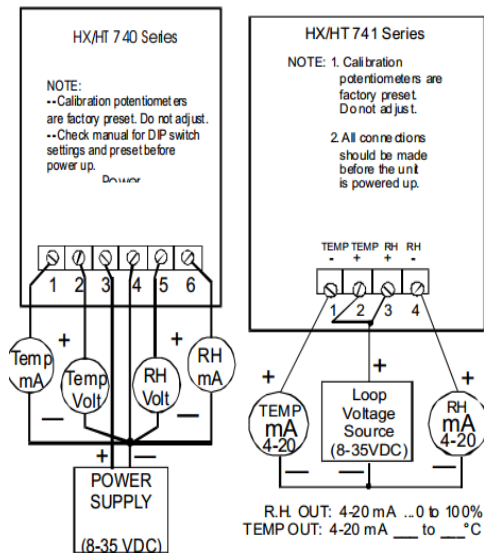 HX/HT 740 Series
NOTE:
--Calibration potentiometers
are factory preset. Do not adjust.
--Check manual for DIP switch
settings and preset before
power up.
Power
1 2 3 4 5 6
Temp
mA
+
Temp
Volt
+
RH
Volt
RH
mA
— —
+ —
POWER
SUPPLY
(8-35 VDC)
HX/HT 741 Series
NOTE: 1. Calibration
potentiometers are
factory preset.
Do not adjust.
2. All connections
should be made
before the unit
is powered up.
TEMP TEMP RH RH
- + + -
1 2 3 4
+ + +
TEMP
mA
4-20
Loop
Voltage
Source
(8-35VDC)
RH
mA
4-20
— — —
R.H. OUT: 4-20 mA ...0 to 100%
TEMP OUT: 4-20 mA ___ to ___°C